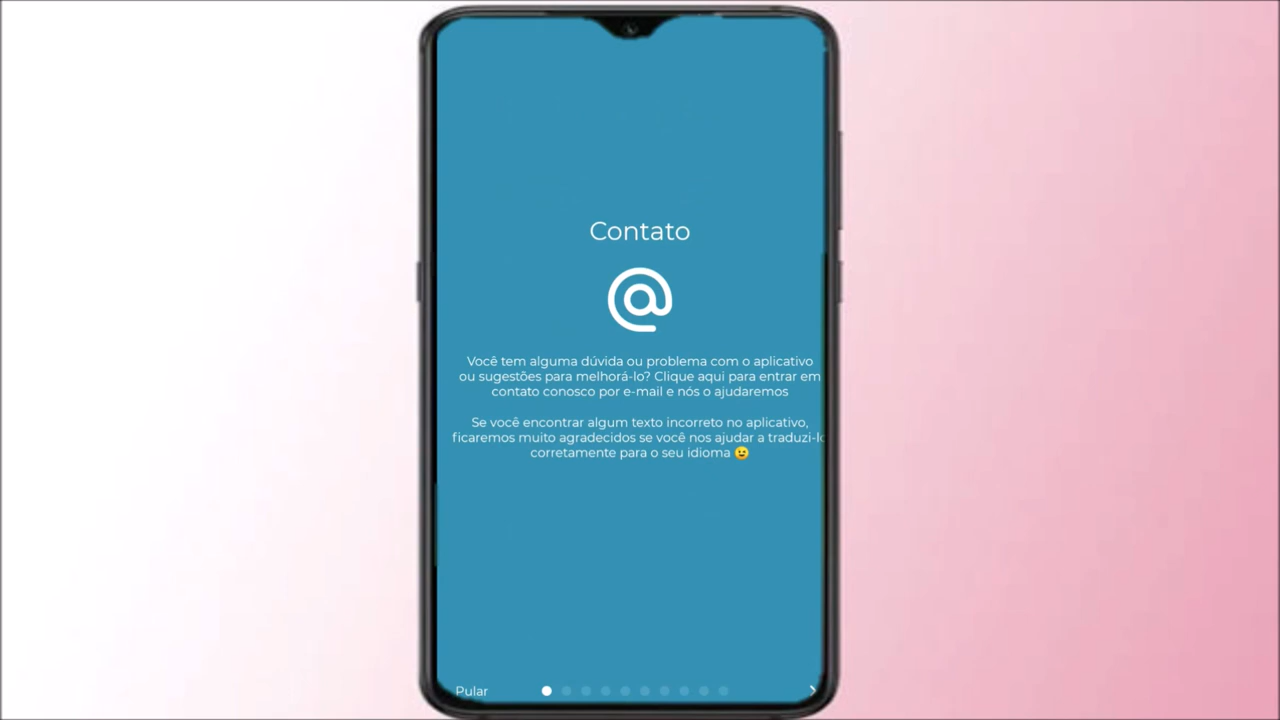 Contato
@
Você tem alguma dúvida ou problema com o aplicativo
ou sugestões para melhorá-lo? Clique aqui para entrar em
contato conosco por e-mail e nós o ajudaremos
Se você encontrar algum texto incorreto no aplicativo,
ficaremos muito agradecidos se você nos ajudar a traduzi-lo
corretamente para o seu idioma 😉
Pular